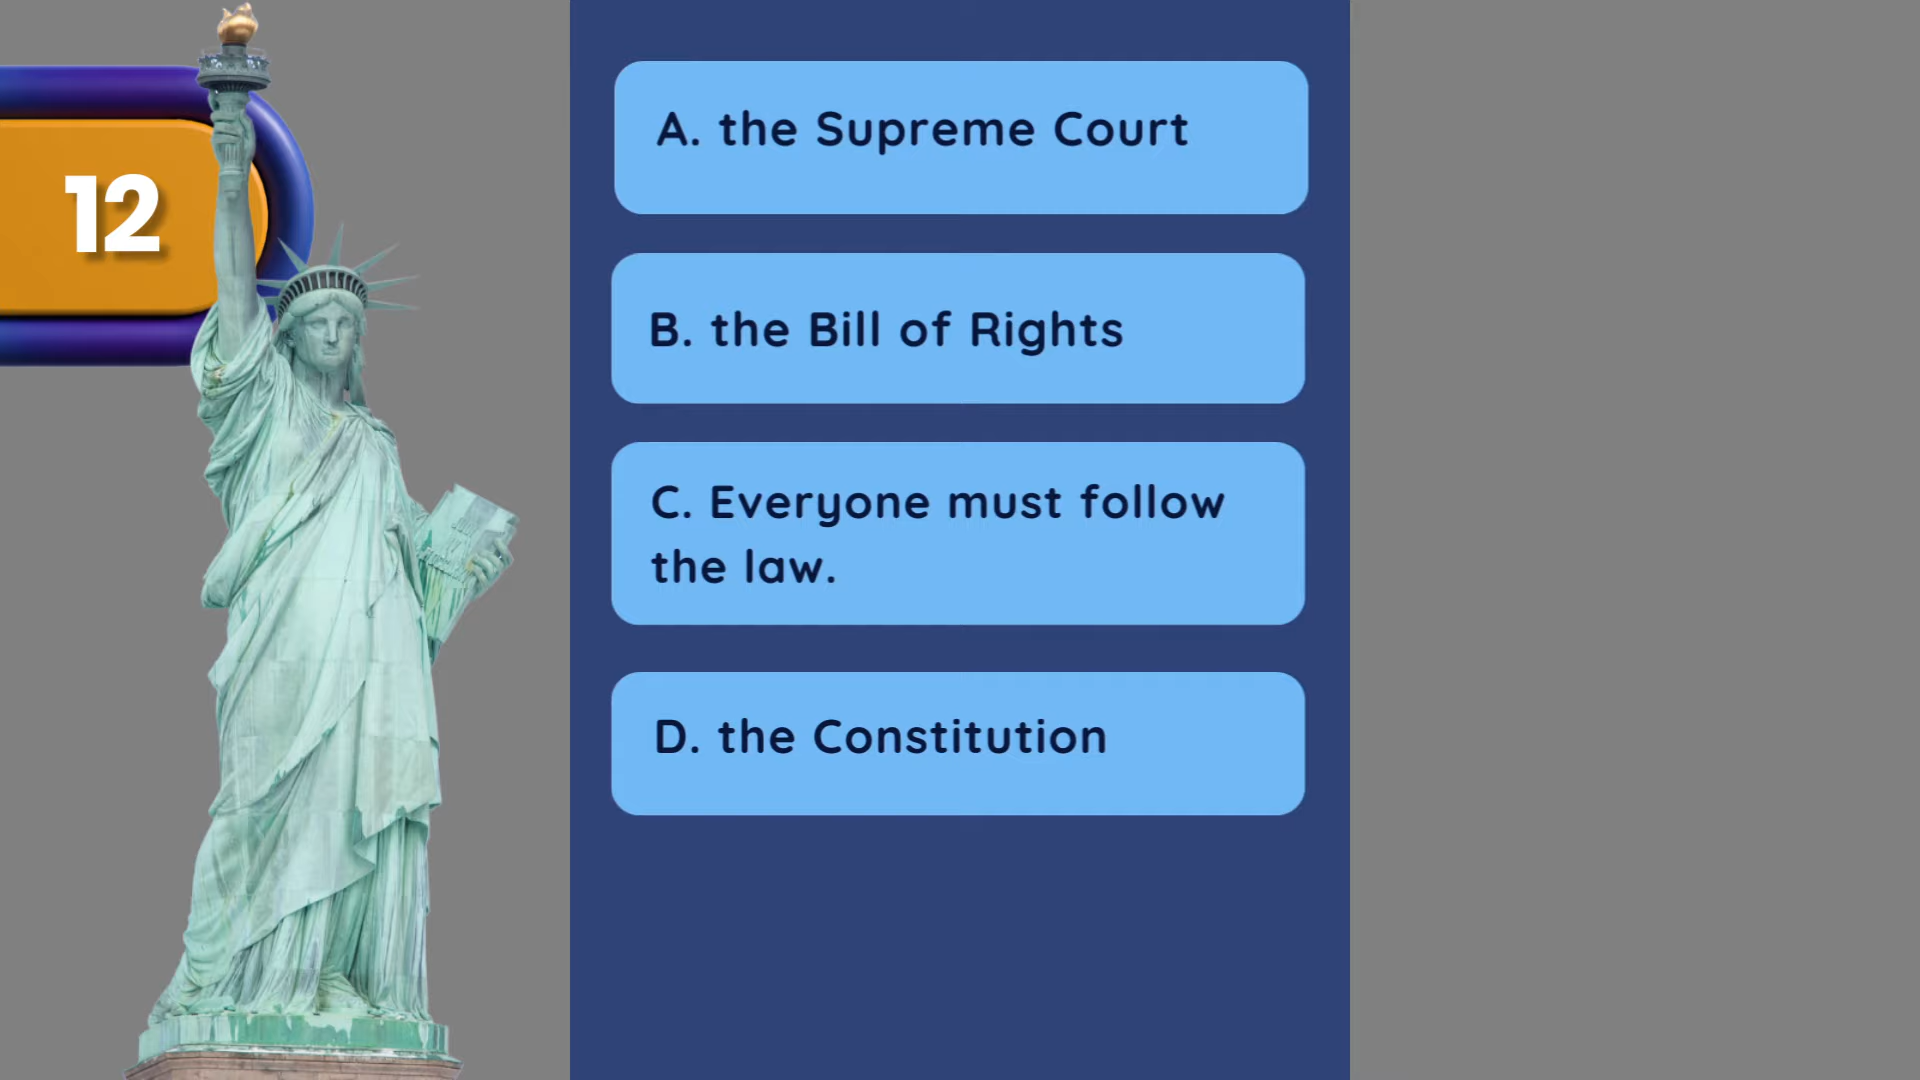 12
A. the Supreme Court
B. the Bill of Rights
C. Everyone must follow
the law.
D. the Constitution